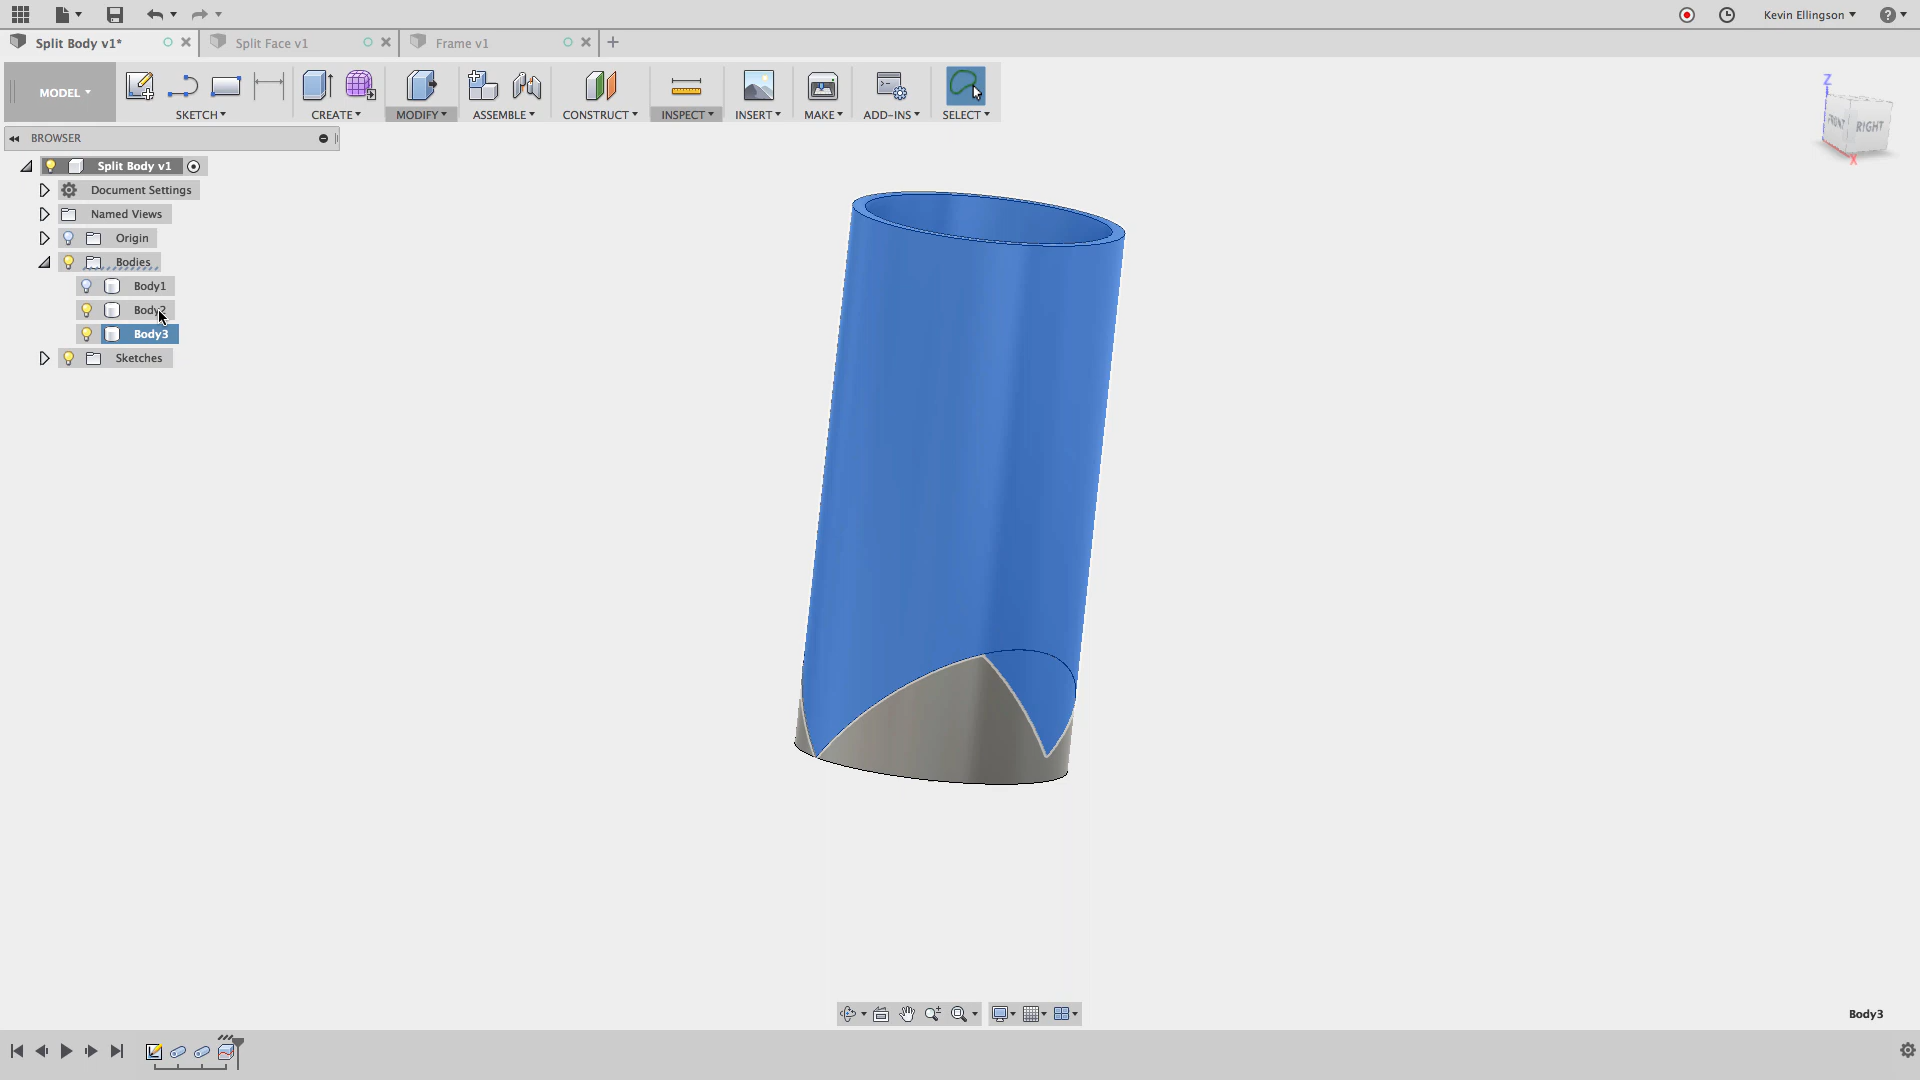 Kevin Ellingson
Split Body v1*
Split Face v1
Frame v1
MODEL
SKETCH
CREATE
MODIFY
ASSEMBLE
CONSTRUCT
INSPECT
INSERT
MAKE
ADD-INS
SELECT
BROWSER
Split Body v1
Document Settings
Named Views
Origin
Bodies
Body1
Body2
Body3
Sketches
Z
FRONT
RIGHT
X
Body3